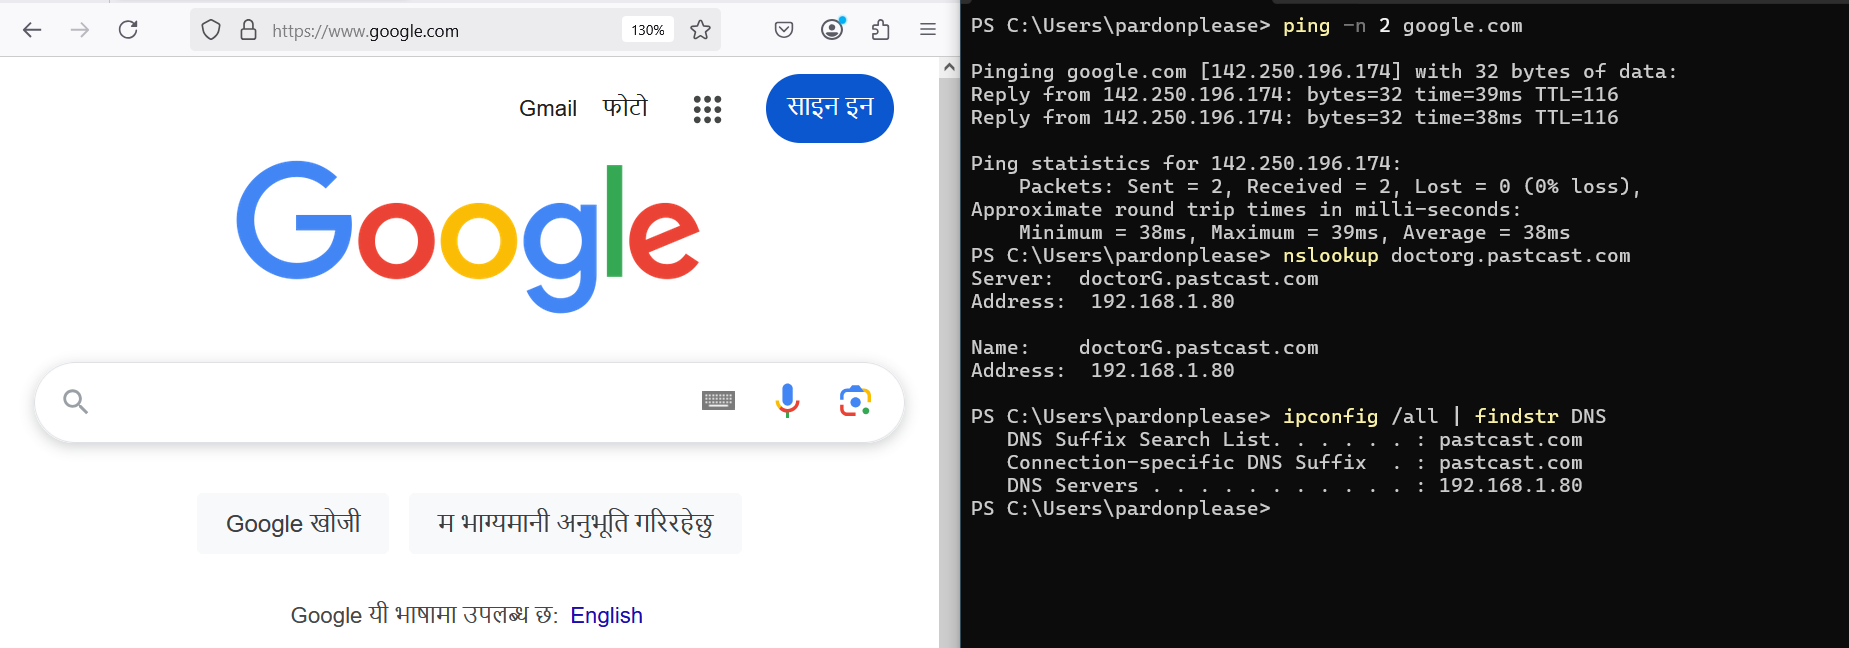 https://www.google.com 130%
Gmail फोटो साइन इन
Google
Google खोजी म भाग्यमानी अनुभूति गरिरहेछु
Google यी भाषामा उपलब्ध छ: English
PS C:\Users\pardonplease> ping -n 2 google.com
Pinging google.com [142.250.196.174] with 32 bytes of data:
Reply from 142.250.196.174: bytes=32 time=39ms TTL=116
Reply from 142.250.196.174: bytes=32 time=38ms TTL=116
Ping statistics for 142.250.196.174:
Packets: Sent = 2, Received = 2, Lost = 0 (0% loss),
Approximate round trip times in milli-seconds:
Minimum = 38ms, Maximum = 39ms, Average = 38ms
PS C:\Users\pardonplease> nslookup doctorg.pastcast.com
Server:  doctorG.pastcast.com
Address:  192.168.1.80
Name:    doctorG.pastcast.com
Address:  192.168.1.80
PS C:\Users\pardonplease> ipconfig /all | findstr DNS
DNS Suffix Search List. . . . . . : pastcast.com
Connection-specific DNS Suffix  . : pastcast.com
DNS Servers . . . . . . . . . . . : 192.168.1.80
PS C:\Users\pardonplease>